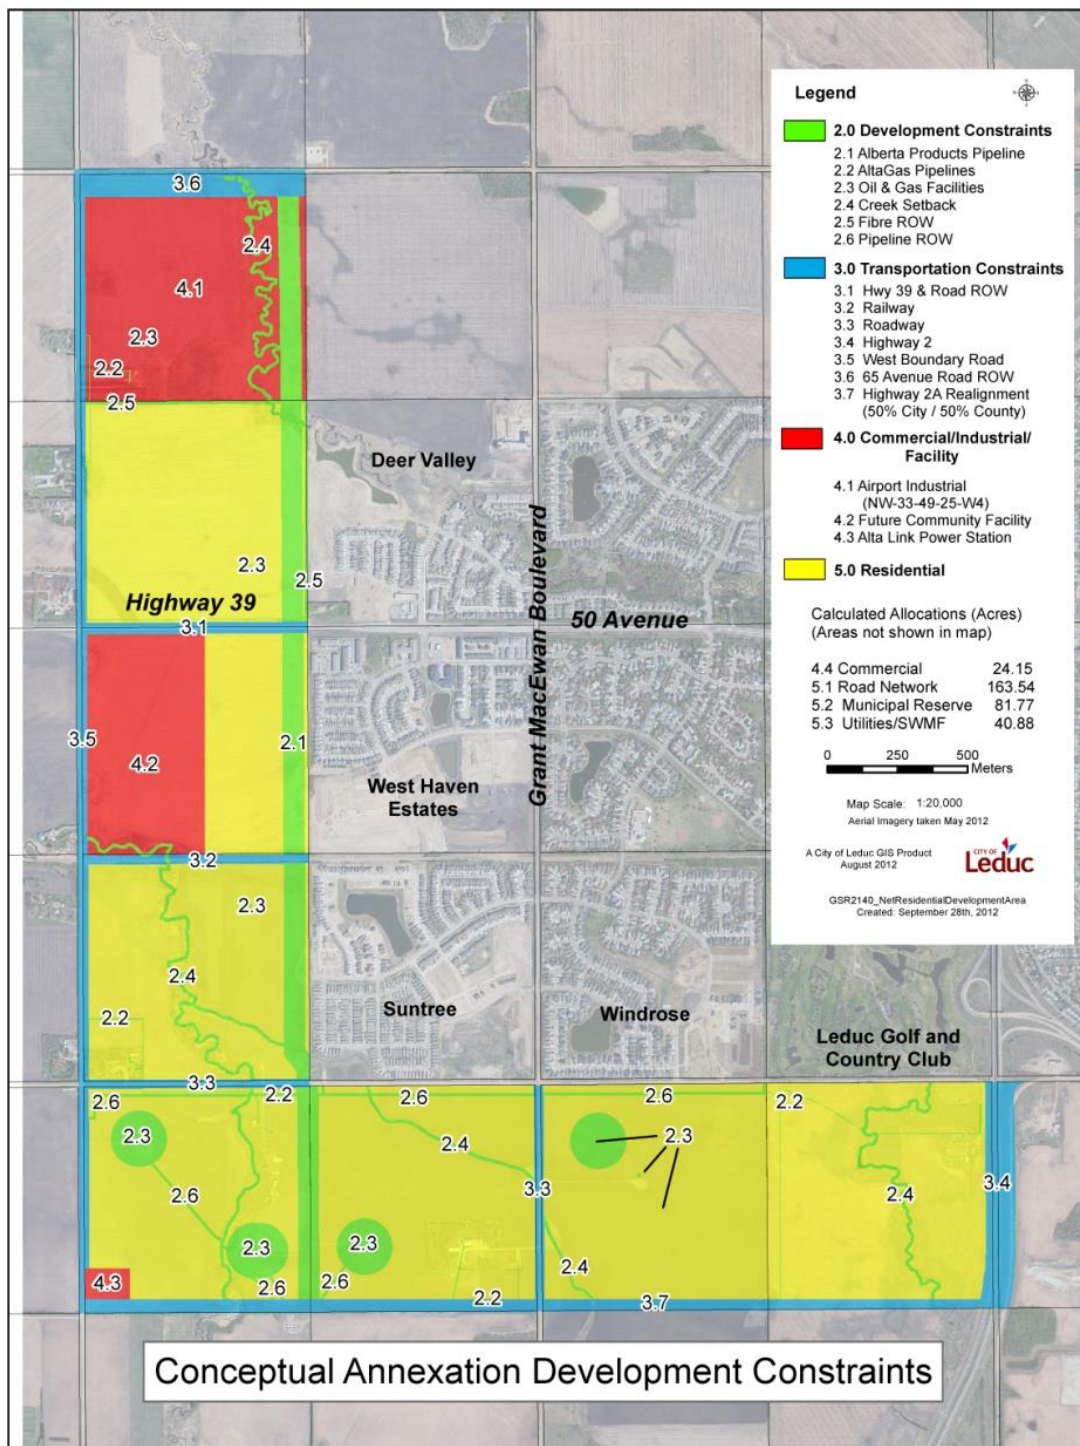 Legend
2.0 Development Constraints
2.1 Alberta Products Pipeline
2.2 AltaGas Pipelines
2.3 Oil & Gas Facilities
2.4 Creek Setback
2.5 Fibre ROW
2.6 Pipeline ROW
3.0 Transportation Constraints
3.1 Hwy 39 & Road ROW
3.2 Railway
3.3 Roadway
3.4 Highway 2
3.5 West Boundary Road
3.6 65 Avenue Road ROW
3.7 Highway 2A Realignment
(50% City / 50% County)
4.0 Commercial/Industrial/
Facility
4.1 Airport Industrial
(NW-33-49-25-W4)
4.2 Future Community Facility
4.3 Alta Link Power Station
5.0 Residential
Calculated Allocations (Acres)
(Areas not shown in map)
4.4 Commercial 24.15
5.1 Road Network 163.54
5.2 Municipal Reserve 81.77
5.3 Utilities/SWMF 40.88
0 250 500
Meters
Map Scale: 1:20,000
Aerial Imagery taken May 2012
A City of Leduc GIS Product
August 2012
CITY OF
Leduc
GSR2140_NetResidentialDevelopmentArea
Created: September 28th, 2012
3.6
2.4
4.1
2.3
2.2
2.5
Deer Valley
2.3
2.5
Highway 39
3.1
50 Avenue
Grant MacEwan Boulevard
3.5
2.1
4.2
West Haven
Estates
3.2
2.3
2.4
2.2
Suntree
Windrose
Leduc Golf and
Country Club
3.3
2.6
2.2
2.6
2.6
2.2
2.3
2.4
2.3
2.6
3.3
3.4
2.4
2.3
2.3
2.4
4.3
2.6
2.6
2.2
3.7
Conceptual Annexation Development Constraints